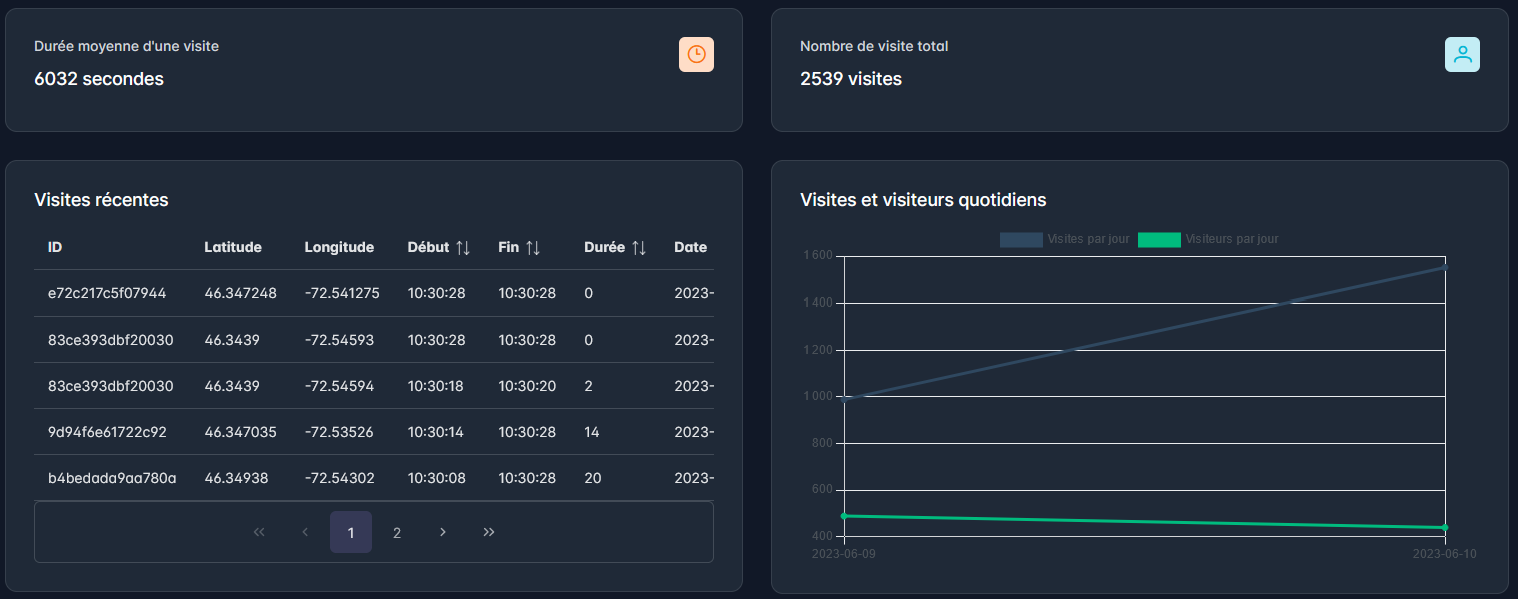 Durée moyenne d'une visite
6032 secondes
Nombre de visite total
2539 visites
Visites récentes
ID Latitude Longitude Début Fin Durée Date
e72c217c5f07944 46.347248 -72.541275 10:30:28 10:30:28 0 2023-
83ce393dbf20030 46.3439 -72.54593 10:30:28 10:30:28 0 2023-
83ce393dbf20030 46.3439 -72.54594 10:30:18 10:30:20 2 2023-
9d94f6e61722c92 46.347035 -72.53526 10:30:14 10:30:28 14 2023-
b4bedada9aa780a 46.34938 -72.54302 10:30:08 10:30:28 20 2023-
« ‹ 1 2 › »
Visites et visiteurs quotidiens
Visites par jour Visiteurs par jour
1 600
1 400
1 200
1 000
800
600
400
2023-06-09 2023-06-10